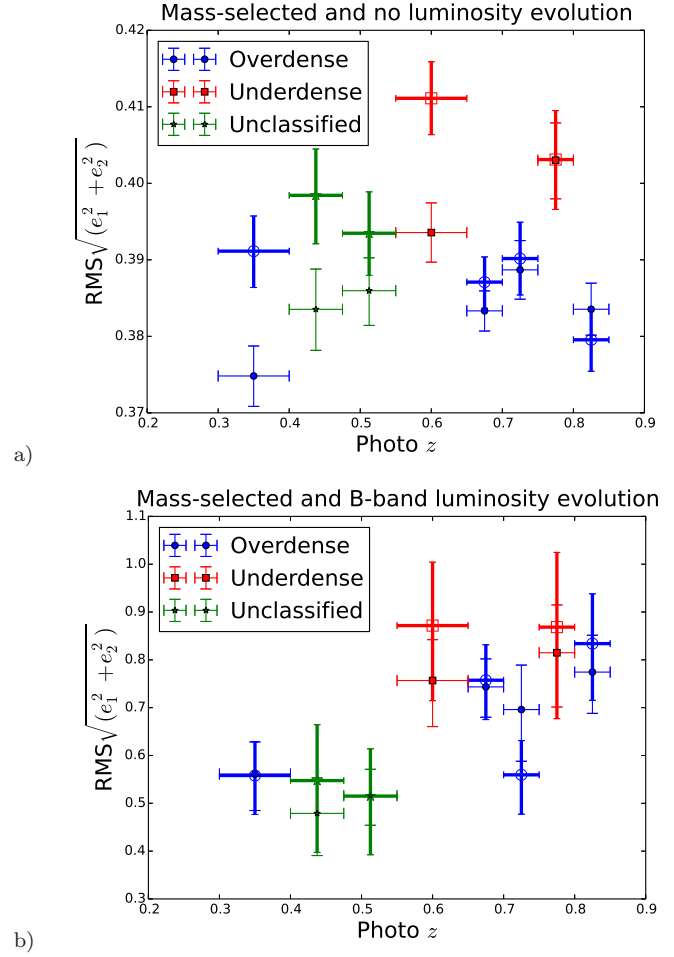 Mass-selected and no luminosity evolution
0.42
0.41
0.40
0.39
0.38
0.37
RMS√(e₁² + e₂²)
Overdense
Underdense
Unclassified
0.2 0.3 0.4 0.5 0.6 0.7 0.8 0.9
Photo z
a)
Mass-selected and B-band luminosity evolution
1.1
1.0
0.9
0.8
0.7
0.6
0.5
0.4
0.3
RMS√(e₁² + e₂²)
Overdense
Underdense
Unclassified
0.2 0.3 0.4 0.5 0.6 0.7 0.8 0.9
Photo z
b)